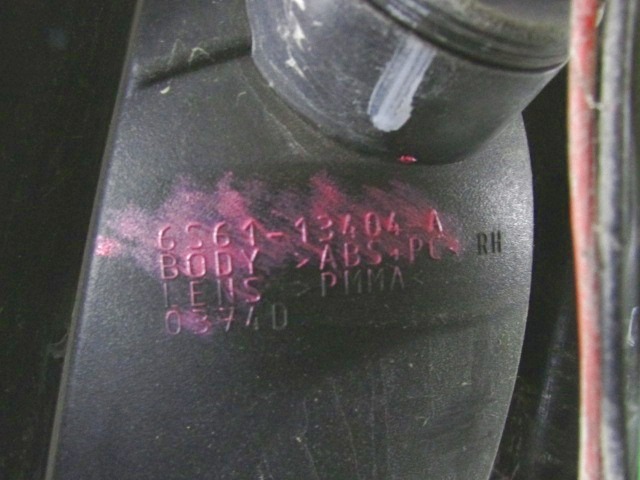 6S61-13404-A
BODY >ABS+PC< RH
LENS >PMMA<
0374D